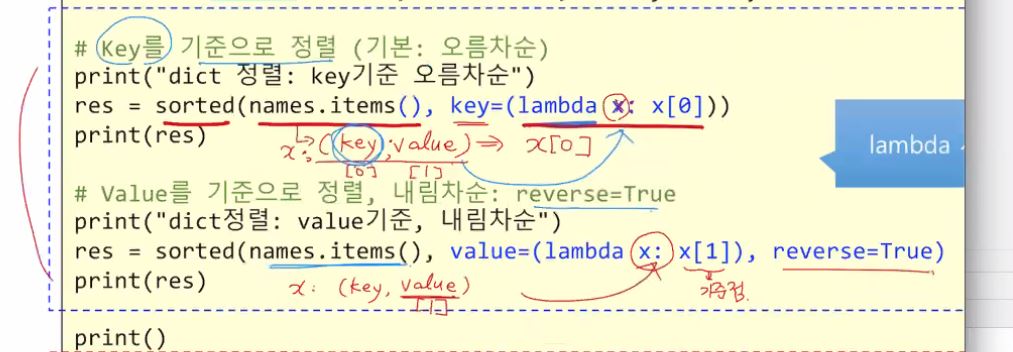 # Key를 기준으로 정렬 (기본: 오름차순)
print("dict 정렬: key기준 오름차순")
res = sorted(names.items(), key=(lambda x: x[0]))
print(res)
x: (key, value) ⇒ x[0]
[0] [1]
lambda
# Value를 기준으로 정렬, 내림차순: reverse=True
print("dict정렬: value기준, 내림차순")
res = sorted(names.items(), value=(lambda x: x[1]), reverse=True)
print(res)
x: (key, value)
[1]
print()